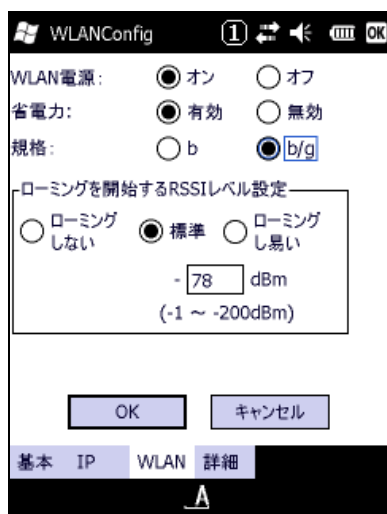 WLANConfig 1 OK
WLAN電源: オン オフ
省電力: 有効 無効
規格: b b/g
ローミングを開始するRSSIレベル設定
ローミング
しない
標準
ローミング
し易い
- 78 dBm
(-1 ~ -200dBm)
OK キャンセル
基本 IP WLAN 詳細
A